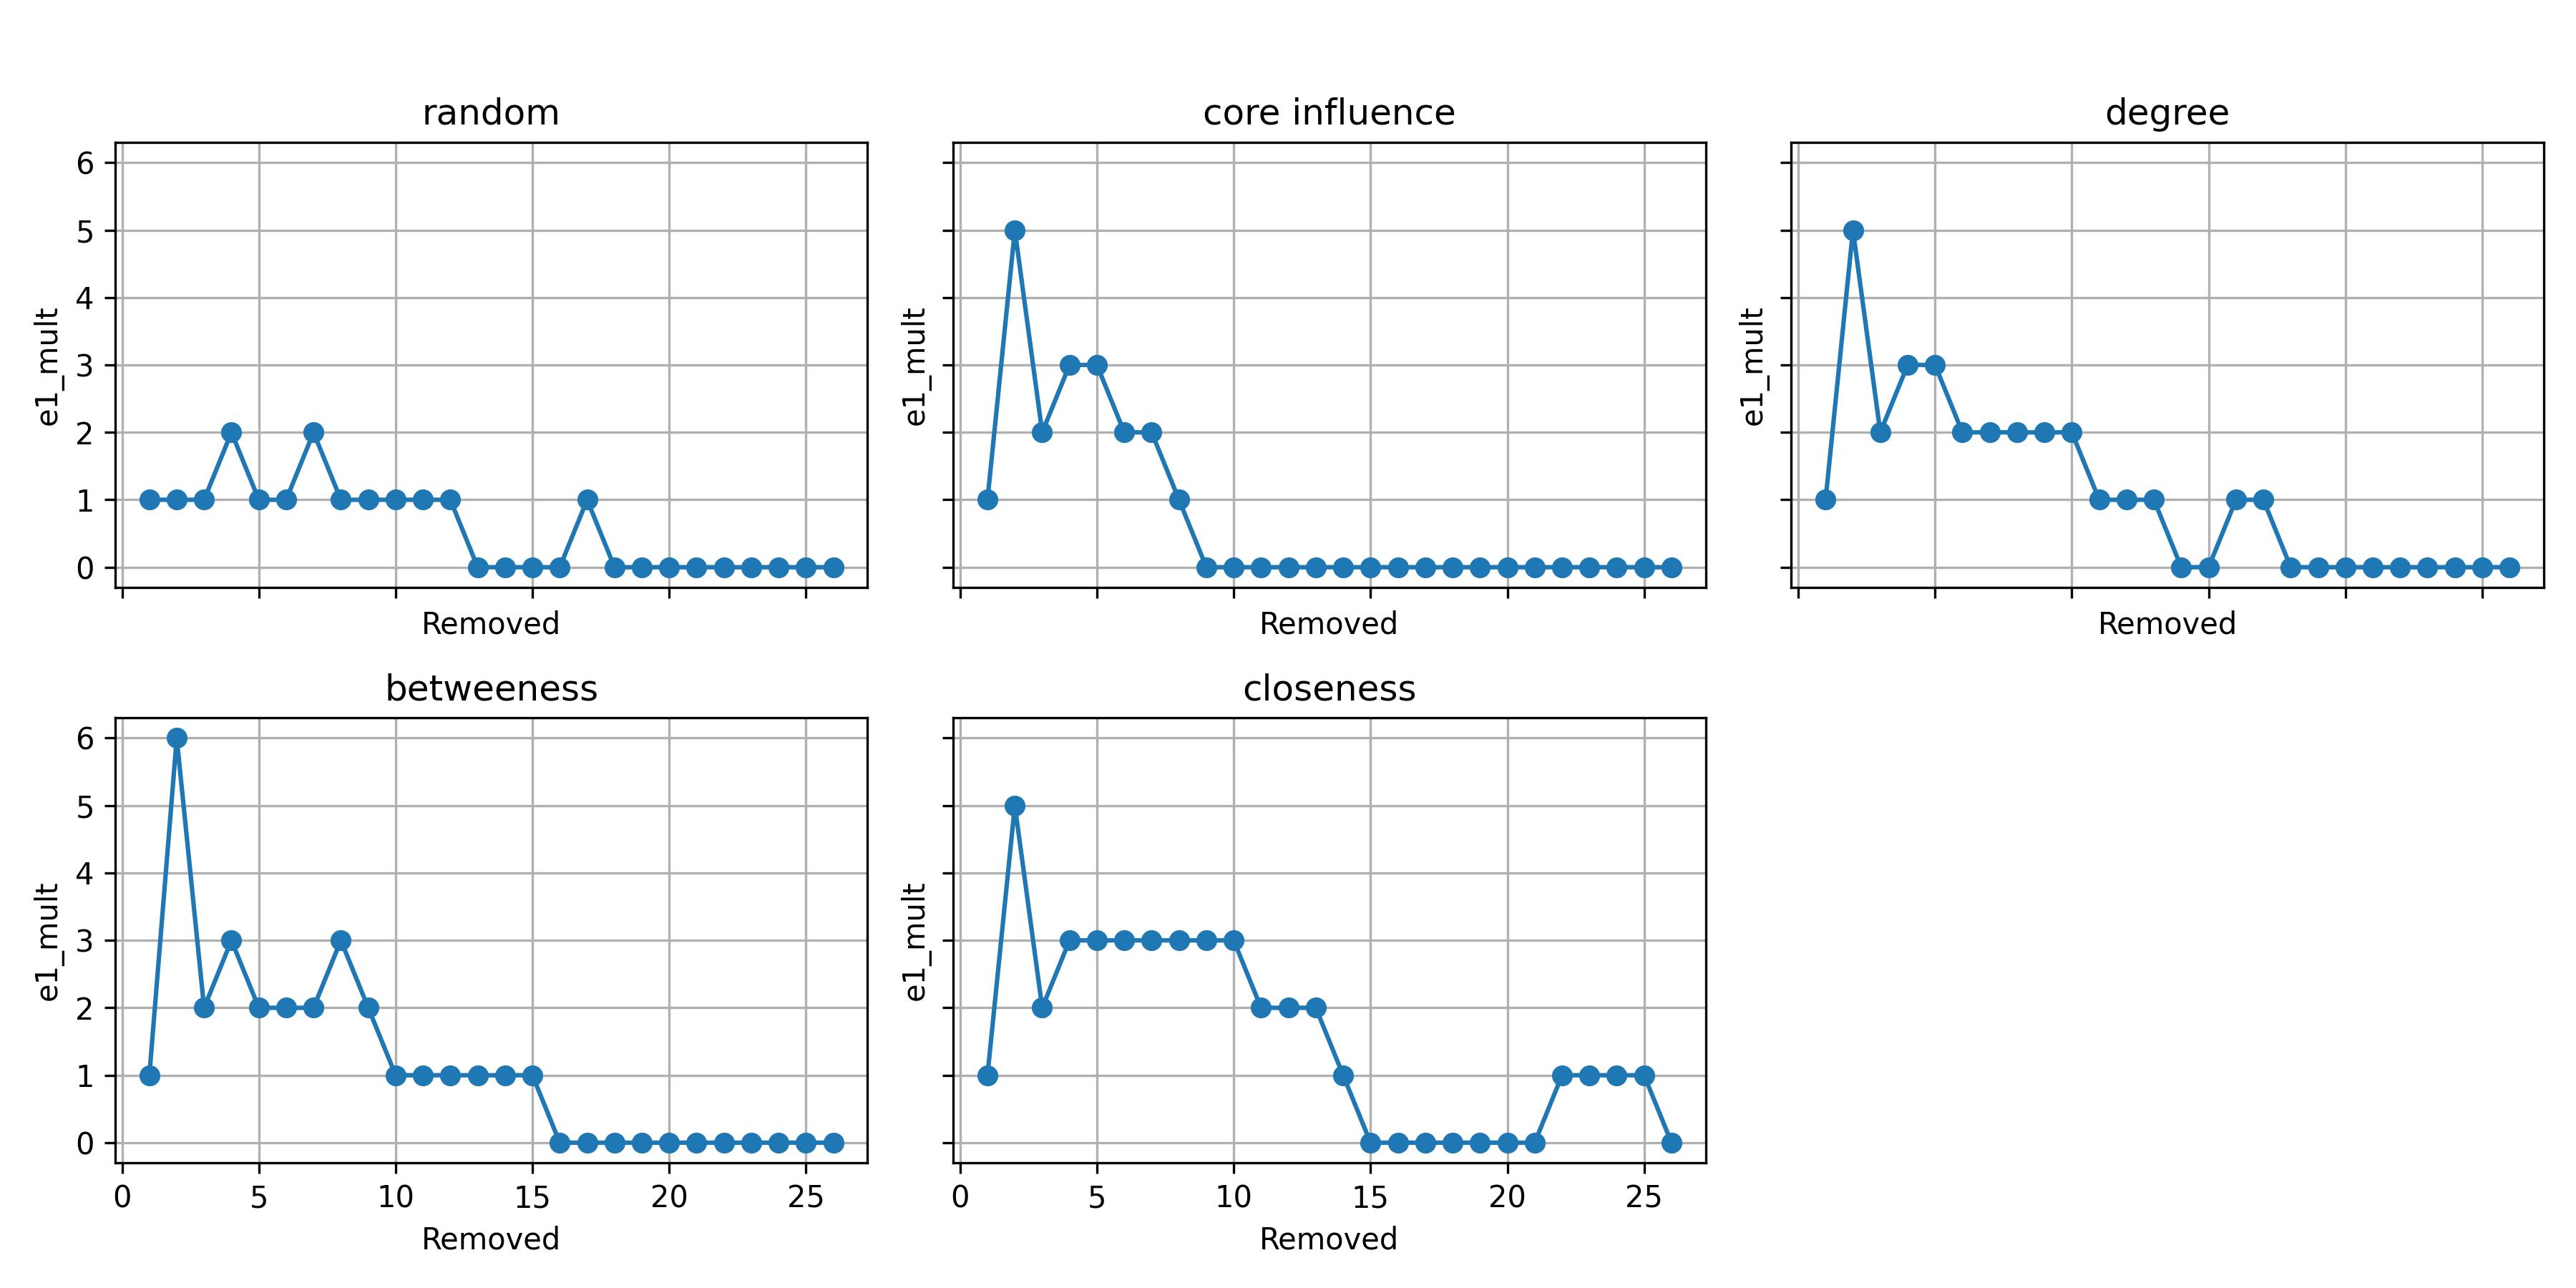 random
6
5
4
3
2
1
0
e1_mult
Removed
core influence
e1_mult
Removed
degree
e1_mult
Removed
betweeness
6
5
4
3
2
1
0
e1_mult
0 5 10 15 20 25
Removed
closeness
e1_mult
0 5 10 15 20 25
Removed